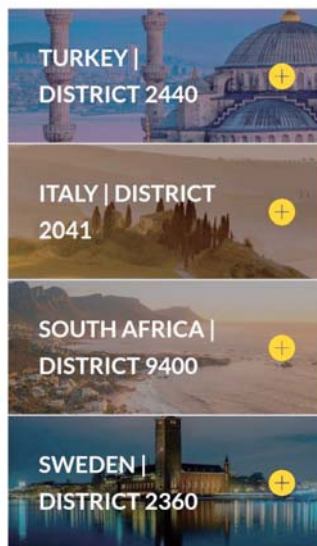 TURKEY |
DISTRICT 2440
ITALY | DISTRICT
2041
SOUTH AFRICA |
DISTRICT 9400
SWEDEN |
DISTRICT 2360